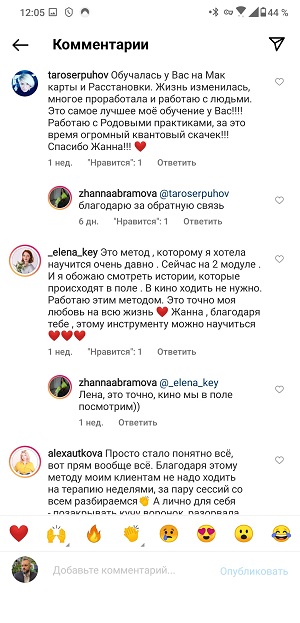 12:05
44 %
Комментарии
taroserpuhov Обучалась у Вас на Мак
карты и Расстановки. Жизнь изменилась,
многое проработала и работаю с людьми.
Это самое лучшее моё обучение у Вас!!!!
Работаю с Родовыми практиками, за это
время огромный квантовый скачек!!!
Спасибо Жанна!!! ❤️
1 нед. "Нравится": 1 Ответить
zhannaabramova @taroserpuhov
благодарю за обратную связь
6 дн. "Нравится": 1 Ответить
_elena_key Это метод , которому я хотела
научится очень давно . Сейчас на 2 модуле .
И я обожаю смотреть истории, которые
происходят в поле . В кино ходить не нужно.
Работаю этим методом. Это точно моя
любовь на всю жизнь ❤️ Жанна , благодаря
тебе , этому инструменту можно научиться
❤️❤️❤️
1 нед. "Нравится": 1 Ответить
zhannaabramova @_elena_key
Лена, это точно, кино мы в поле
посмотрим))
1 нед. Ответить
alexautkova Просто стало понятно всё,
вот прям вообще всё. Благодаря этому
методу моим клиентам не надо ходить
на терапию неделями, за пару сессий со
всем разбираемся👏 А лично для себя
- позакрывать кучу воронок, разорвала
❤️ 🙌 🔥 👏 😢 😍 😮 😂
Добавьте комментарий... Опубликовать